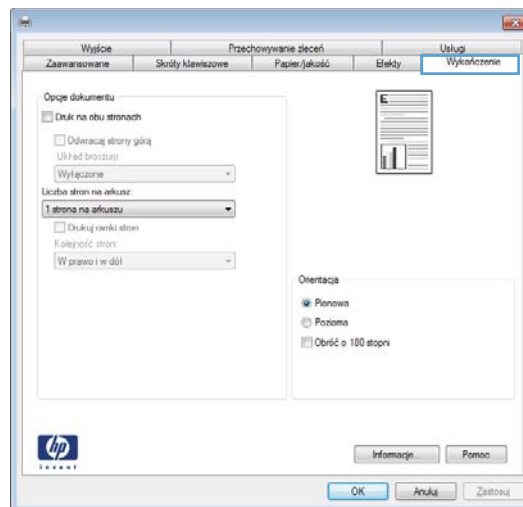 Wyjście Przechowywanie zleceń Usługi
Zaawansowane Skróty klawiszowe Papier/jakość Efekty Wykończenie
Opcje dokumentu
Druk na obu stronach
Odwracaj strony górą
Układ broszury:
Wyłączone
Liczba stron na arkusz:
1 strona na arkuszu
Drukuj ramki stron
Kolejność stron:
W prawo i w dół
E
Orientacja
Pionowa
Pozioma
Obróć o 180 stopni
hp
invent
Informacje... Pomoc
OK Anuluj Zastosuj